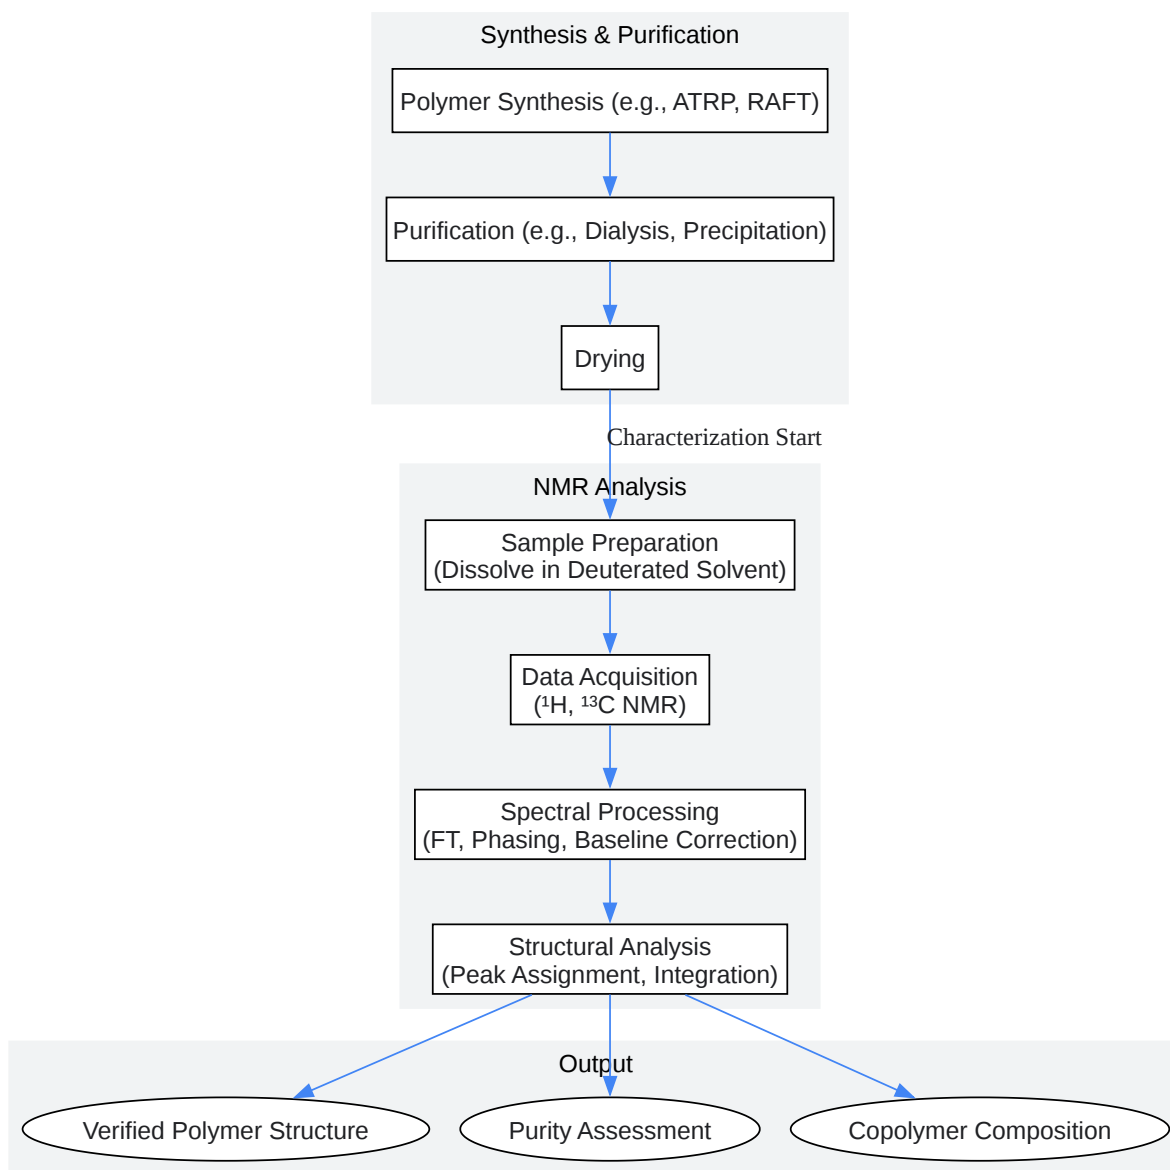 Synthesis & Purification
Polymer Synthesis (e.g., ATRP, RAFT)
Purification (e.g., Dialysis, Precipitation)
Drying
Characterization Start
NMR Analysis
Sample Preparation
(Dissolve in Deuterated Solvent)
Data Acquisition
(¹H, ¹³C NMR)
Spectral Processing
(FT, Phasing, Baseline Correction)
Structural Analysis
(Peak Assignment, Integration)
Output
Verified Polymer Structure
Purity Assessment
Copolymer Composition